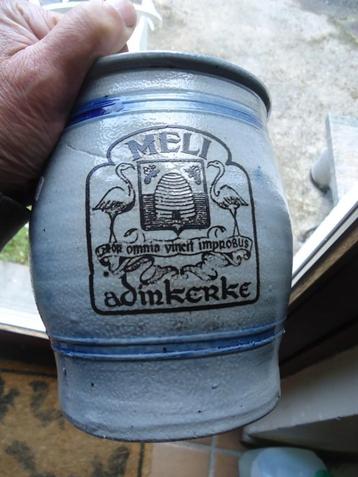 MELI
labor omnia vincit improbus
adinkerke